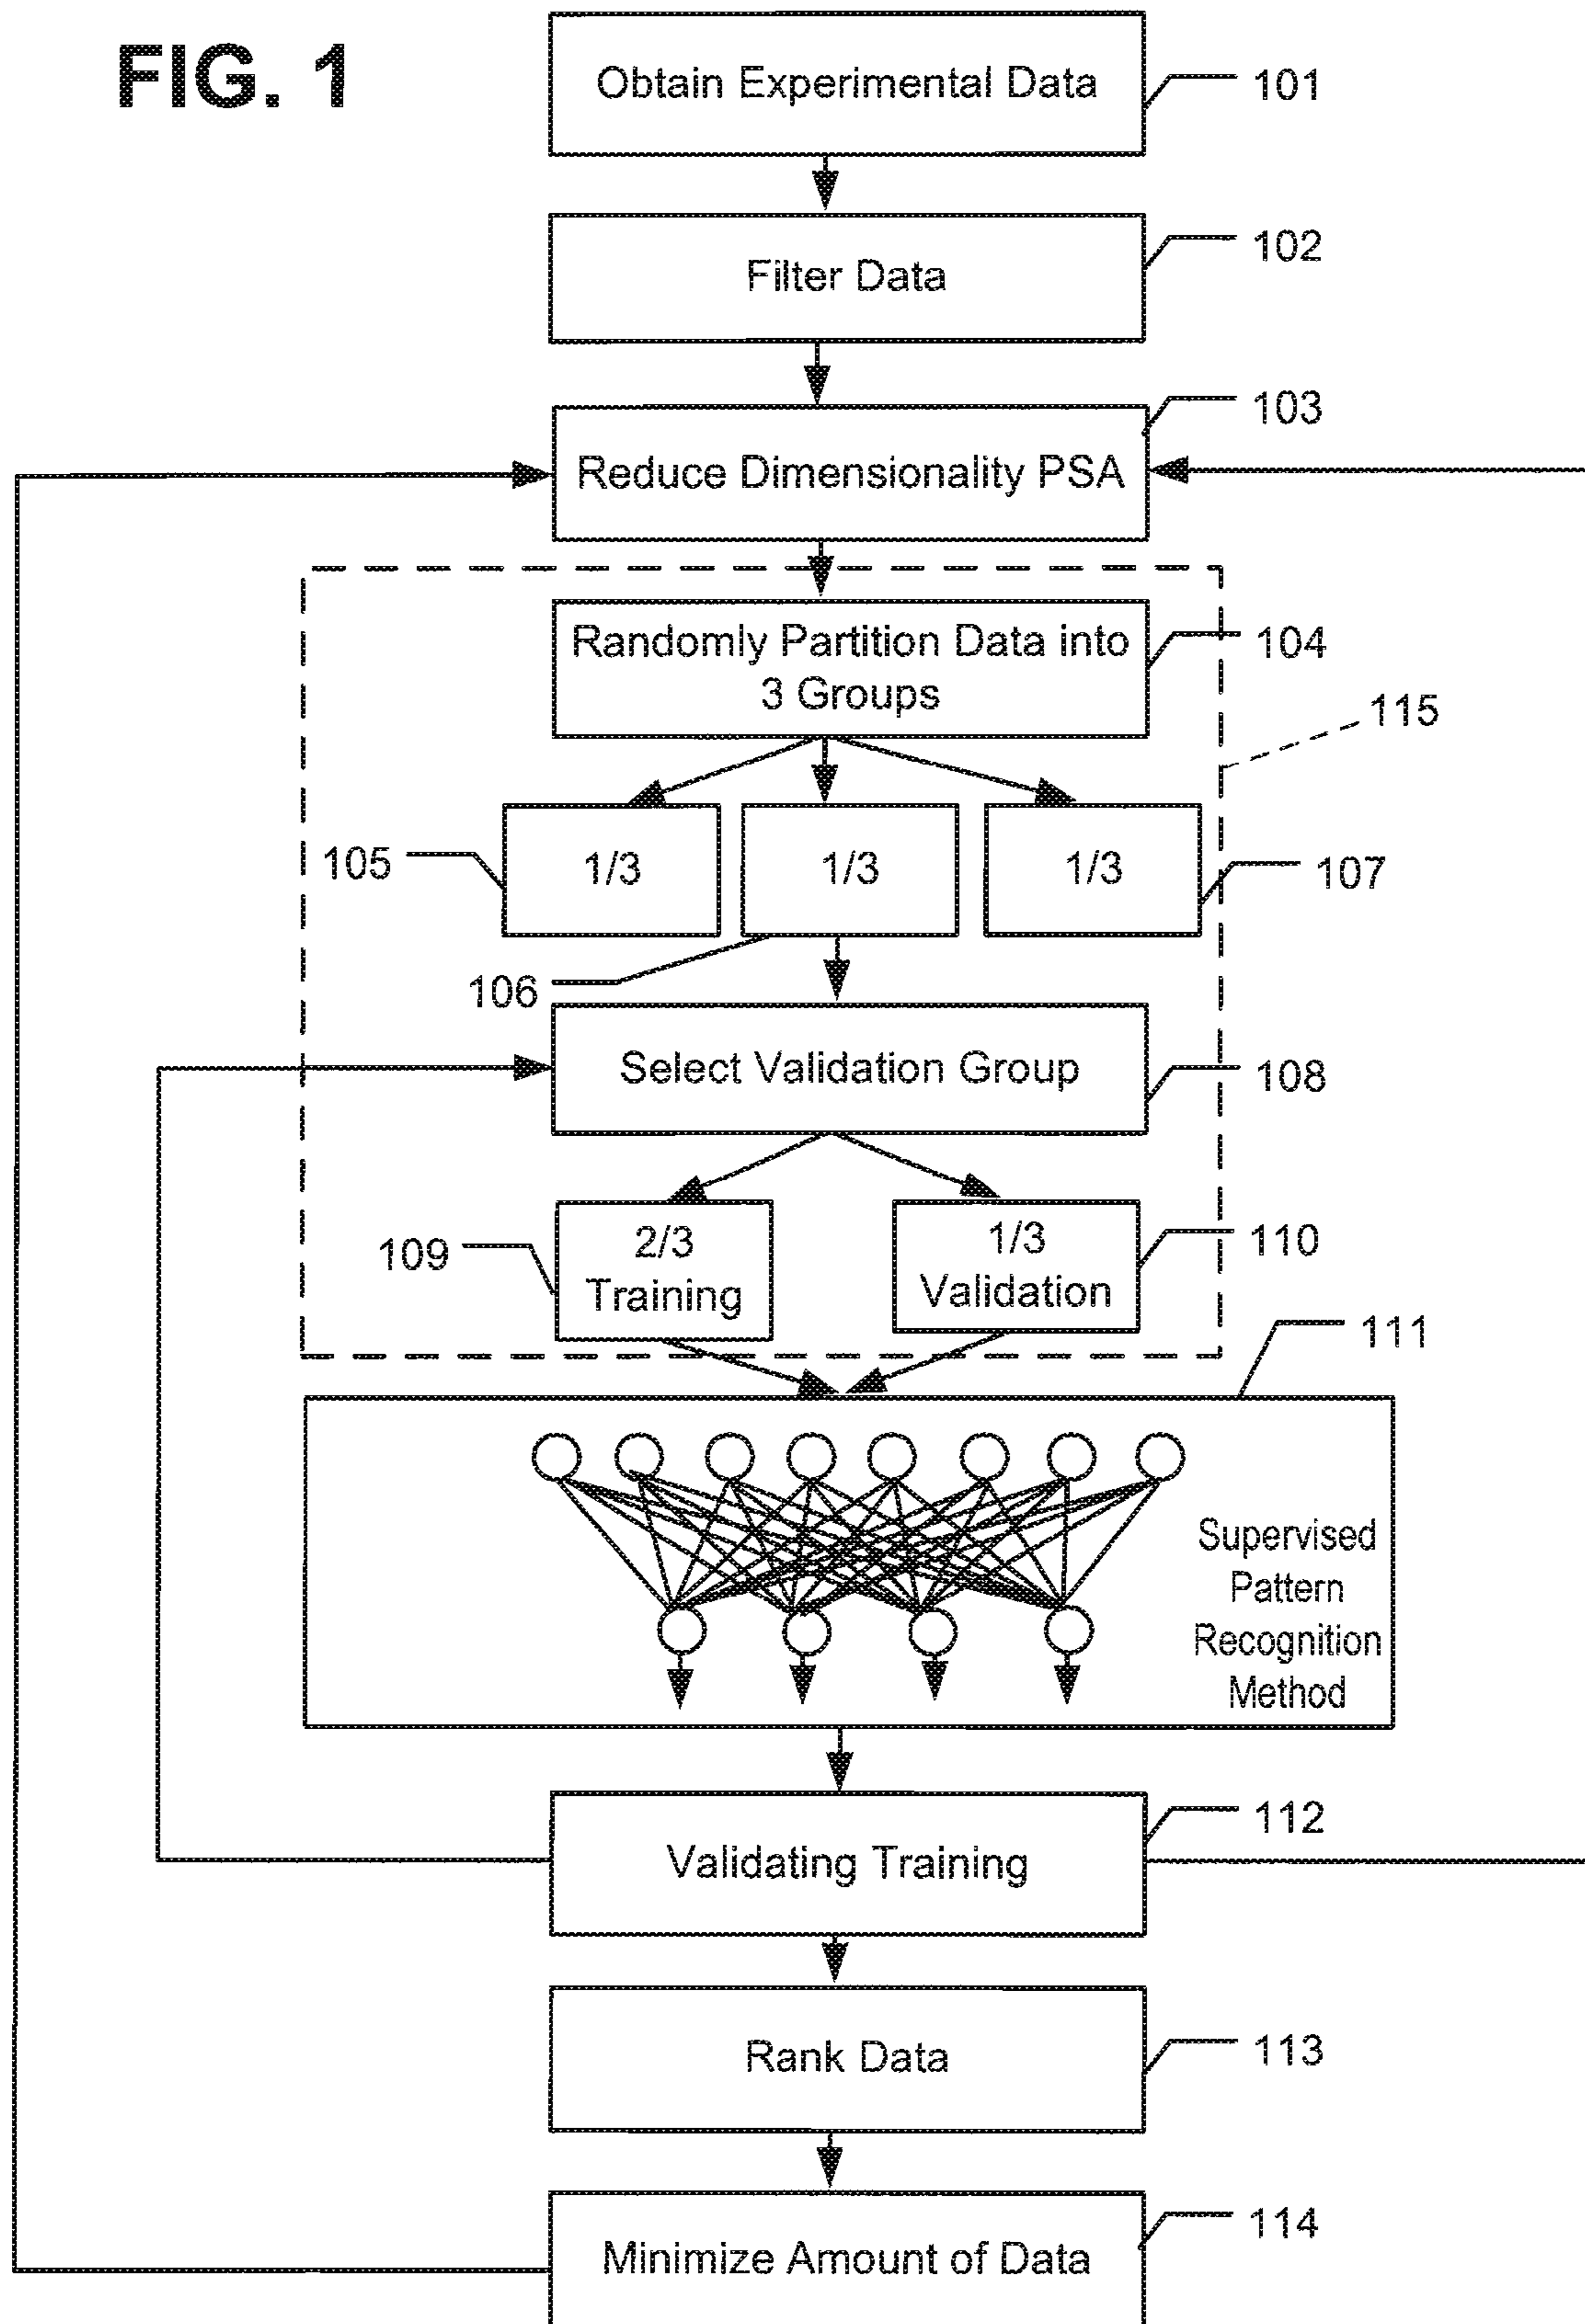 FIG. 1
Obtain Experimental Data
101
Filter Data
102
103
Reduce Dimensionality PSA
Randomly Partition Data into
3 Groups
104
115
105
1/3
1/3
1/3
107
106
Select Validation Group
108
109
2/3
Training
1/3
Validation
110
111
Supervised
Pattern
Recognition
Method
112
Validating Training
Rank Data
113
114
Minimize Amount of Data